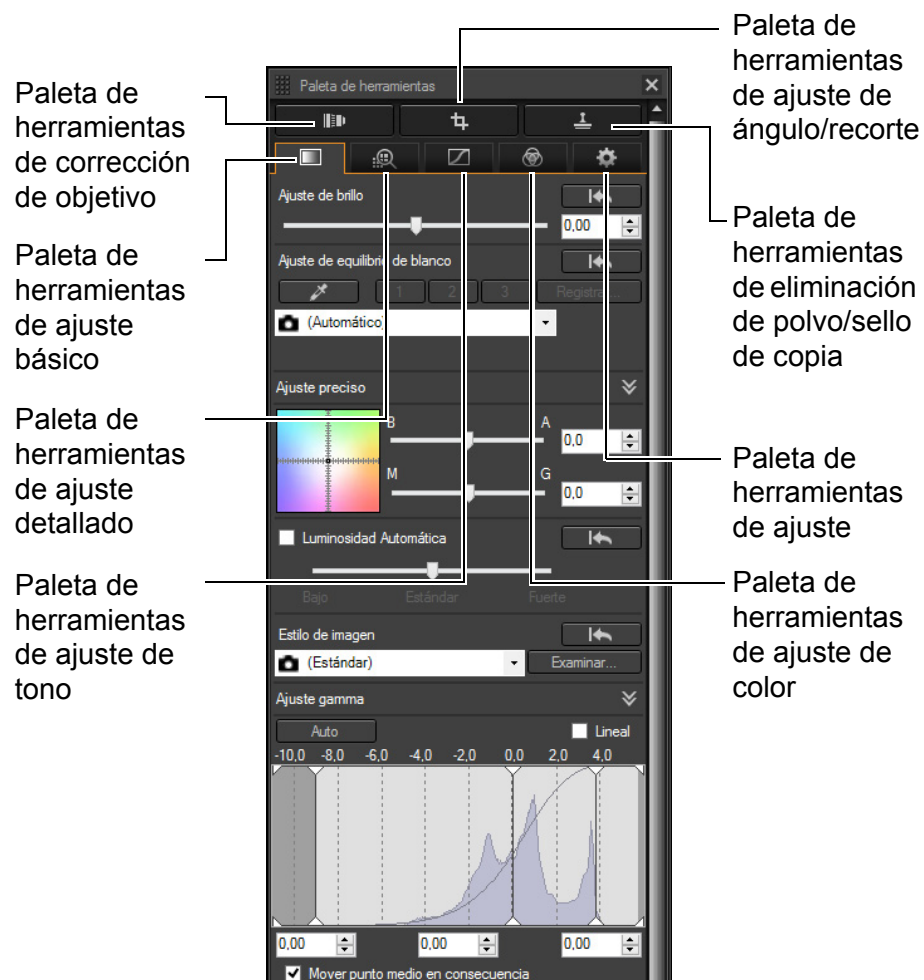 Paleta de
herramientas
de ajuste de
ángulo/recorte
Paleta de
herramientas
de corrección
de objetivo
Paleta de
herramientas
de eliminación
de polvo/sello
de copia
Paleta de
herramientas
de ajuste
básico
Paleta de
herramientas
de ajuste
detallado
Paleta de
herramientas
de ajuste
Paleta de
herramientas
de ajuste de
tono
Paleta de
herramientas
de ajuste de
color
Paleta de herramientas
Ajuste de brillo
0,00
Ajuste de equilibrio de blanco
1 2 3 Registrar...
(Automático)
Ajuste preciso
B A
0,0
M G
0,0
Luminosidad Automática
Bajo Estándar Fuerte
Estilo de imagen
(Estándar) Examinar...
Ajuste gamma
Auto Lineal
-10,0 -8,0 -6,0 -4,0 -2,0 0,0 2,0 4,0
0,00 0,00 0,00
Mover punto medio en consecuencia